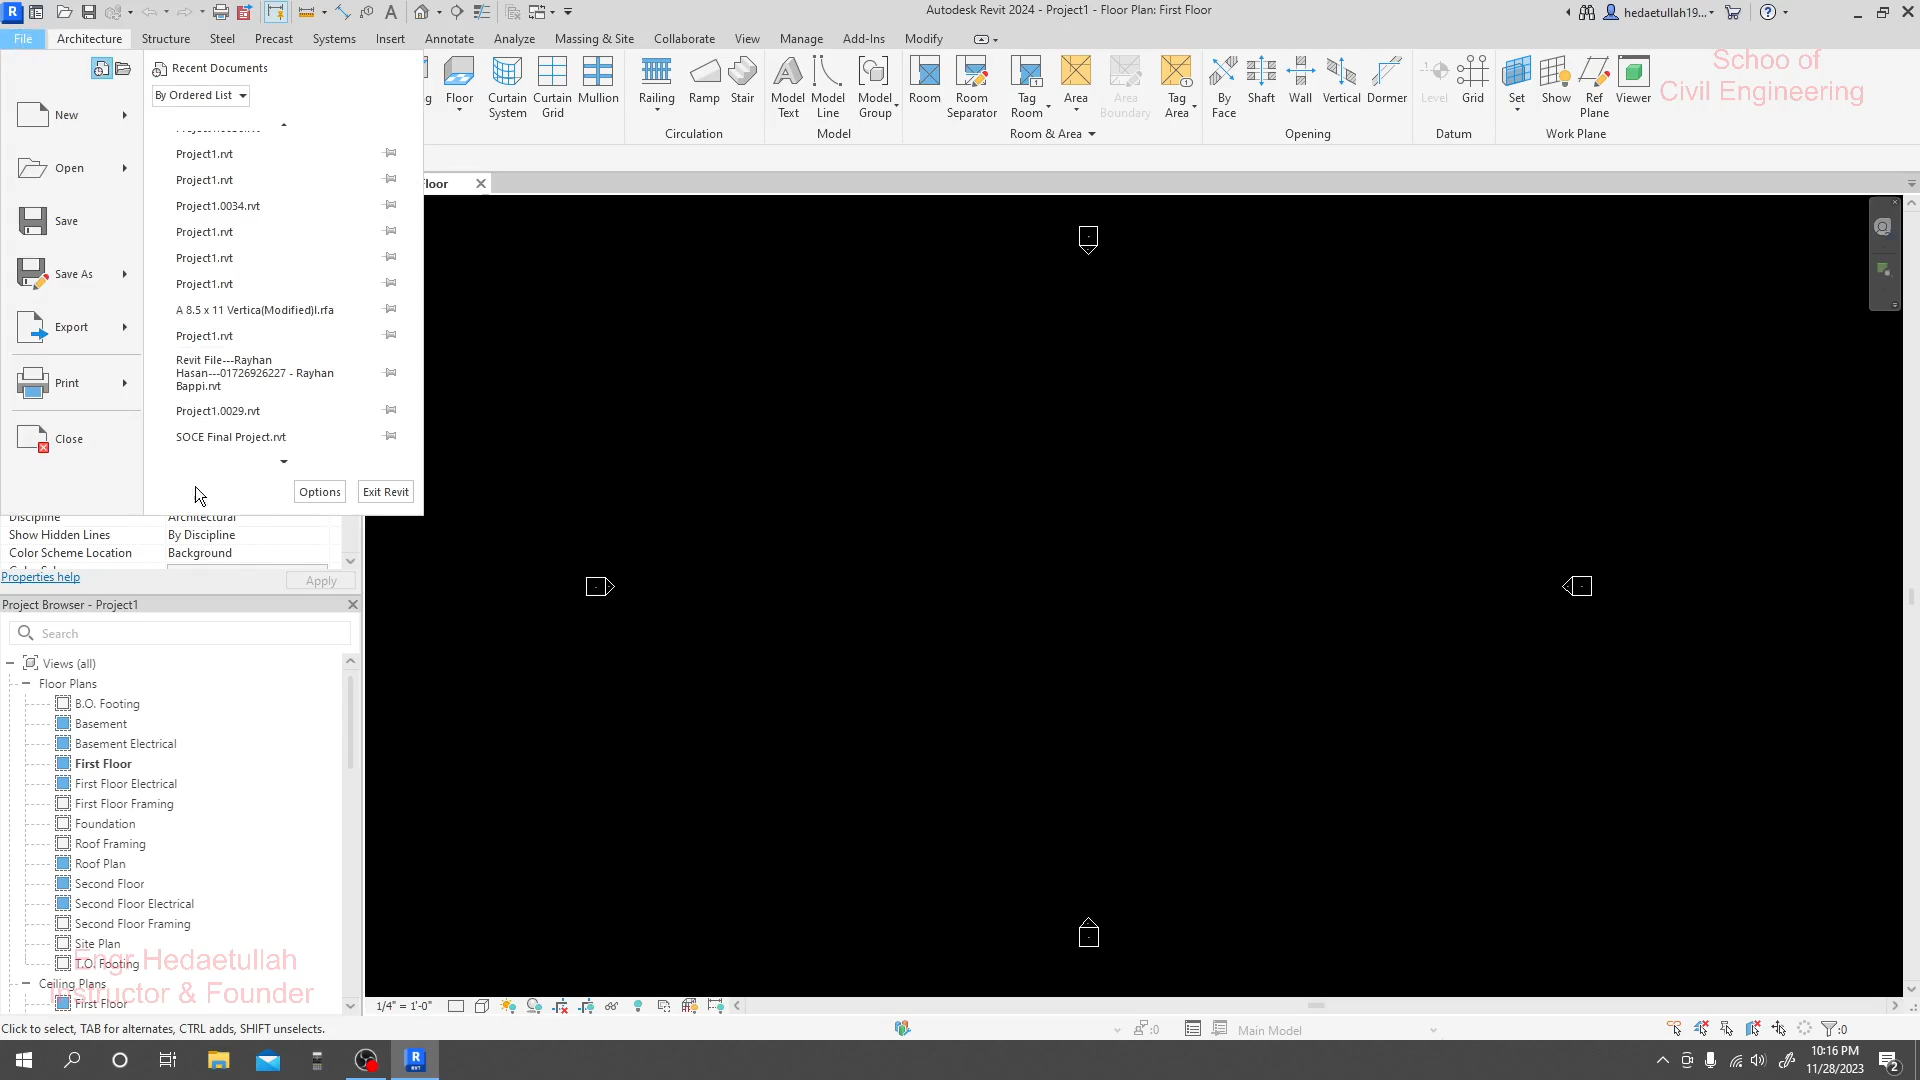 Autodesk Revit 2024 - Project1 - Floor Plan: First Floor
hedaetullah19...
File
Architecture
Structure
Steel
Precast
Systems
Insert
Annotate
Analyze
Massing & Site
Collaborate
View
Manage
Add-Ins
Modify
Recent Documents
By Ordered List
New
Open
Save
Save As
Export
Print
Close
Project1.rvt
Project1.rvt
Project1.0034.rvt
Project1.rvt
Project1.rvt
Project1.rvt
A 8.5 x 11 Vertica(Modified)l.rfa
Project1.rvt
Revit File---Rayhan
Hasan---01726926227 - Rayhan
Bappi.rvt
Project1.0029.rvt
SOCE Final Project.rvt
Options
Exit Revit
Floor
Curtain
System
Curtain
Grid
Mullion
Railing
Ramp
Stair
Circulation
Model
Text
Model
Line
Model
Group
Model
Room
Room
Separator
Tag
Room
Area
Area
Boundary
Tag
Area
Room & Area
By
Face
Shaft
Wall
Vertical
Dormer
Opening
Level
Grid
Datum
Set
Show
Ref
Plane
Viewer
Work Plane
Schoo of
Civil Engineering
loor
Discipline
Architectural
Show Hidden Lines
By Discipline
Color Scheme Location
Background
Properties help
Apply
Project Browser - Project1
Search
Views (all)
Floor Plans
B.O. Footing
Basement
Basement Electrical
First Floor
First Floor Electrical
First Floor Framing
Foundation
Roof Framing
Roof Plan
Second Floor
Second Floor Electrical
Second Floor Framing
Site Plan
T.O. Footing
Ceiling Plans
First Floor
Engr Hedaetullah
Instructor & Founder
1/4" = 1'-0"
Click to select, TAB for alternates, CTRL adds, SHIFT unselects.
:0
Main Model
:0
10:16 PM
11/28/2023
2